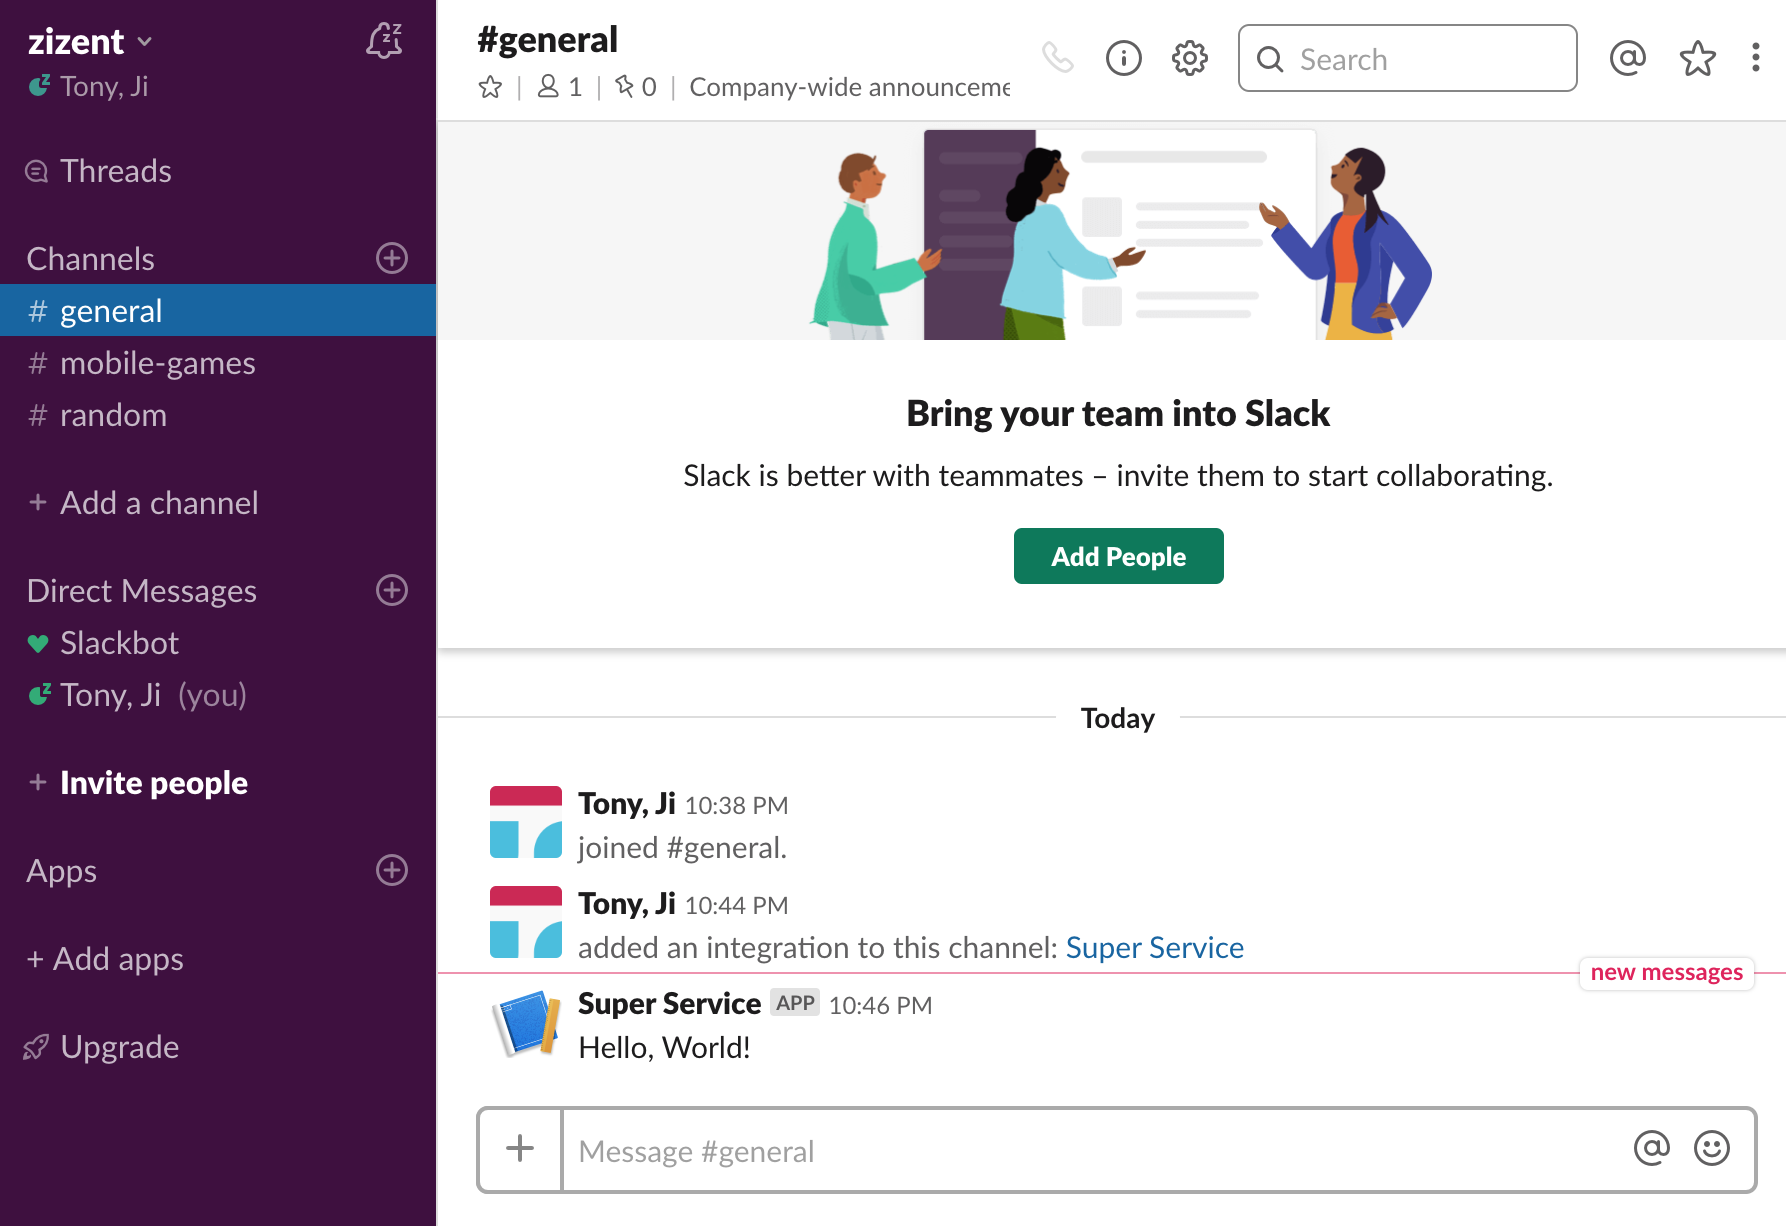 zizent
Tony, Ji
Threads
Channels
# general
# mobile-games
# random
+ Add a channel
Direct Messages
Slackbot
Tony, Ji (you)
+ Invite people
Apps
+ Add apps
Upgrade
#general
1 | 0 | Company-wide announceme
Search
Bring your team into Slack
Slack is better with teammates – invite them to start collaborating.
Add People
Today
Tony, Ji 10:38 PM
joined #general.
Tony, Ji 10:44 PM
added an integration to this channel: Super Service
new messages
Super Service APP 10:46 PM
Hello, World!
Message #general